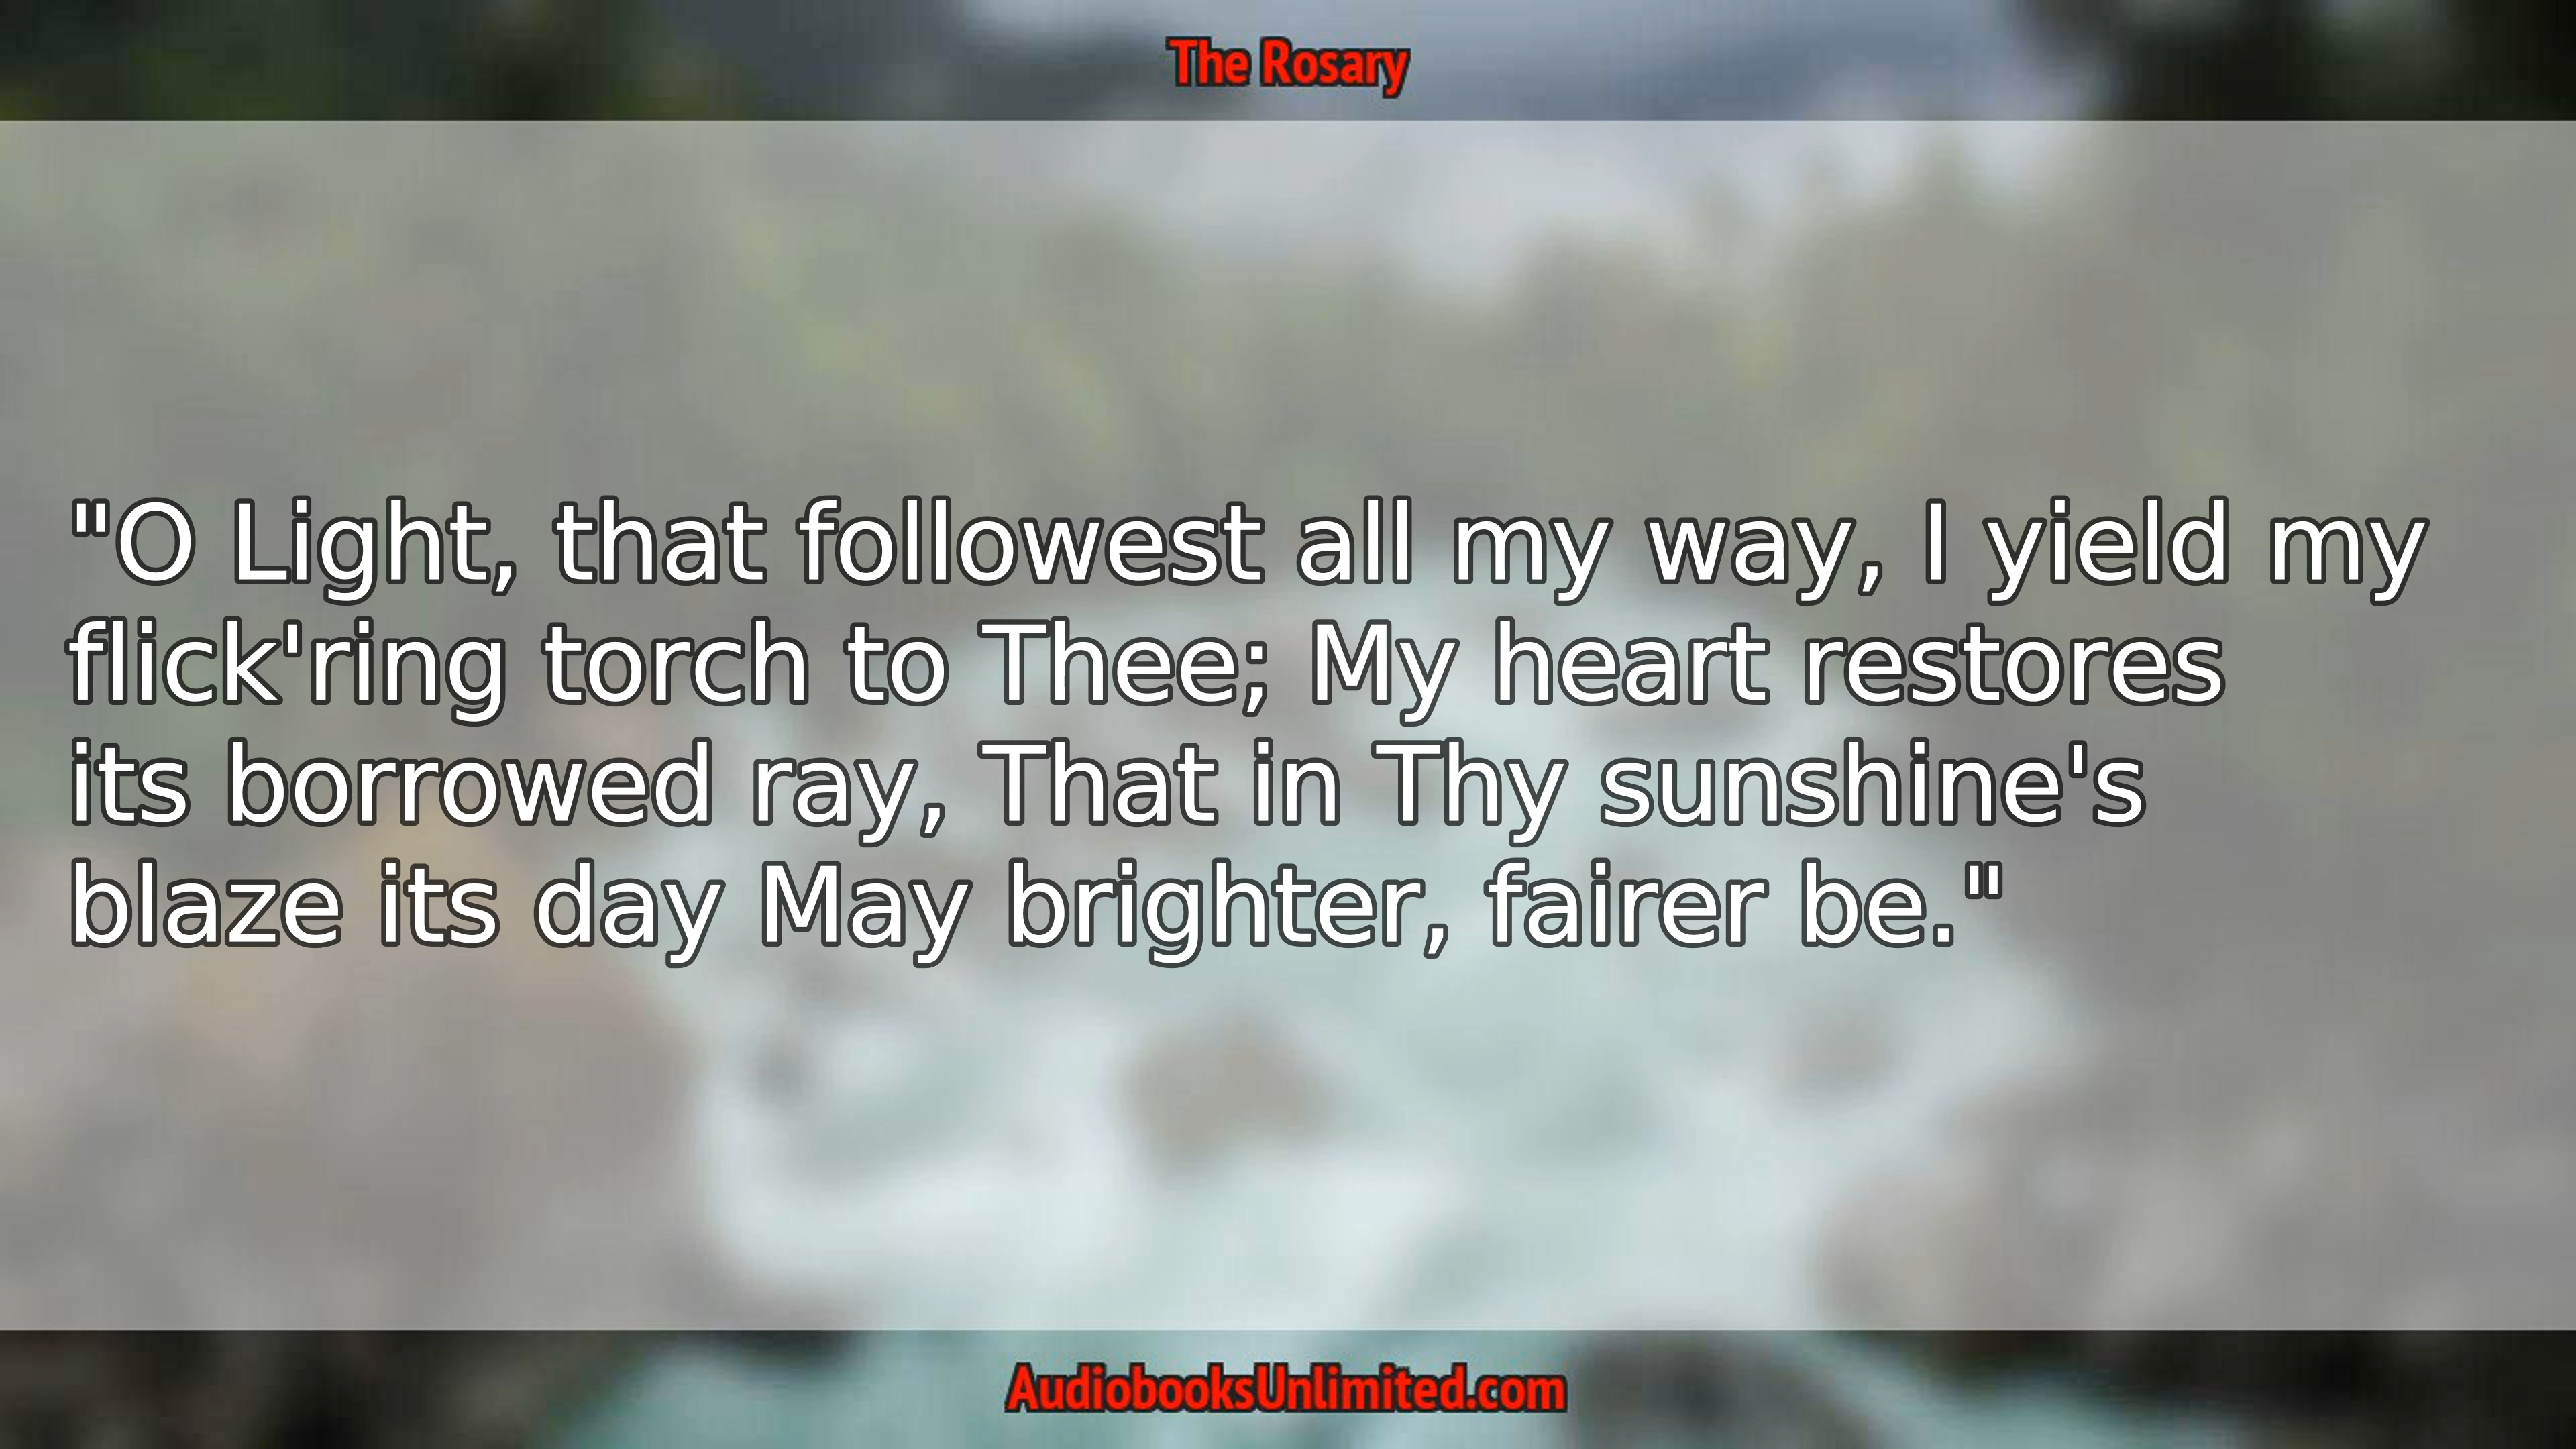 The Rosary
"O Light, that followest all my way, I yield my
flick'ring torch to Thee; My heart restores
its borrowed ray, That in Thy sunshine's
blaze its day May brighter, fairer be."
AudiobooksUnlimited.com